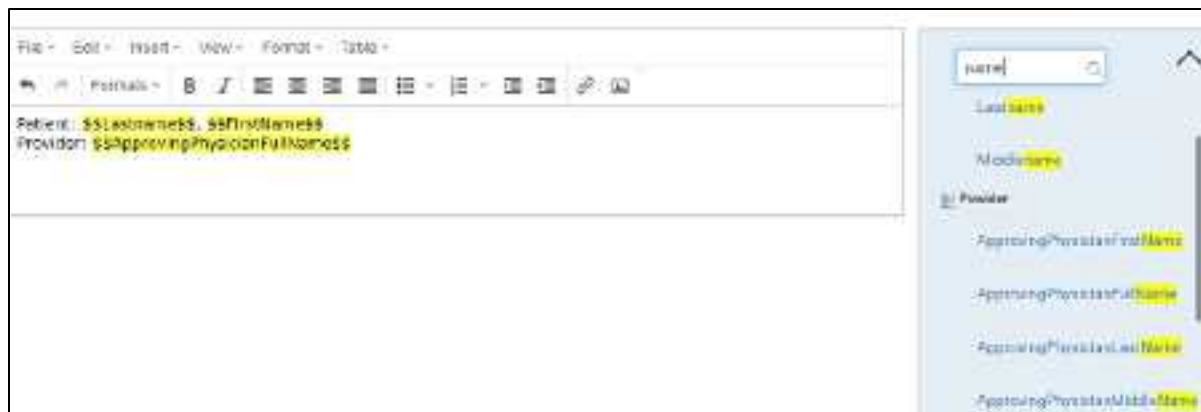 File Edit Insert View Format Table
Formats B I
Patient: $$Lastname$$, $$FirstName$$
Provider: $$ApprovingPhysicianFullName$$
name
Lastname
Middlename
Provider
ApprovingPhysicianFirstName
ApprovingPhysicianFullName
ApprovingPhysicianLastName
ApprovingPhysicianMiddleName